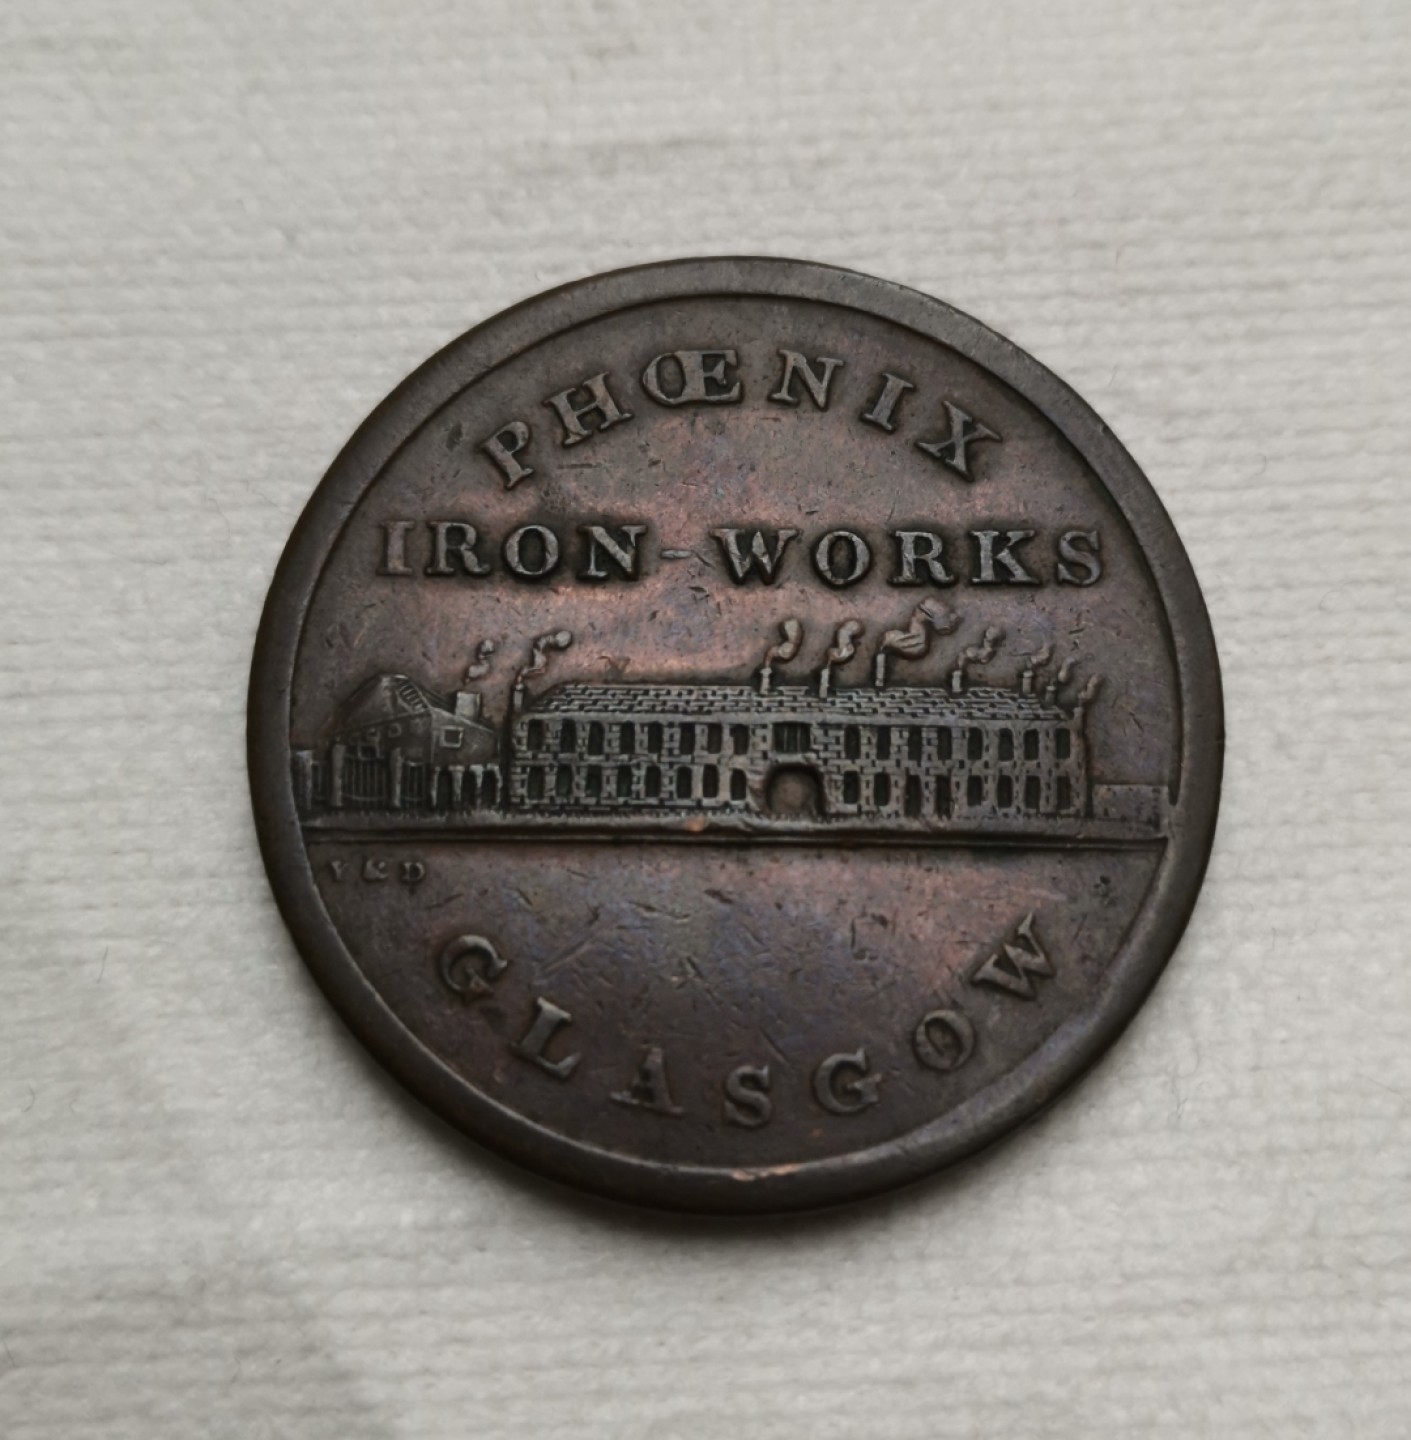 PHŒNIX
IRON-WORKS
Y & D
GLASGOW